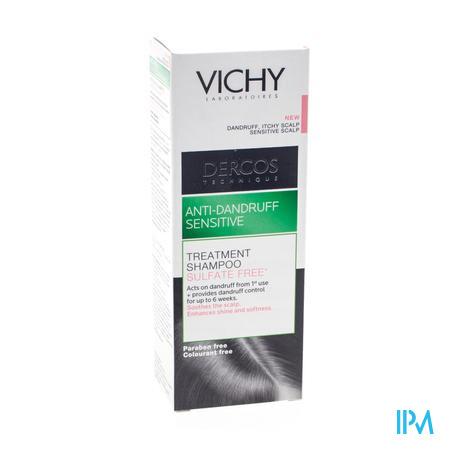 VICHY
LABORATOIRES
NEW
DANDRUFF, ITCHY SCALP
SENSITIVE SCALP
DERCOS
TECHNIQUE
ANTI-DANDRUFF
SENSITIVE
TREATMENT
SHAMPOO
SULFATE FREE*
Acts on dandruff from 1st use
+ provides dandruff control
for up to 6 weeks.
Soothes the scalp.
Enhances shine and softness.
Paraben free
Colourant free
IPM